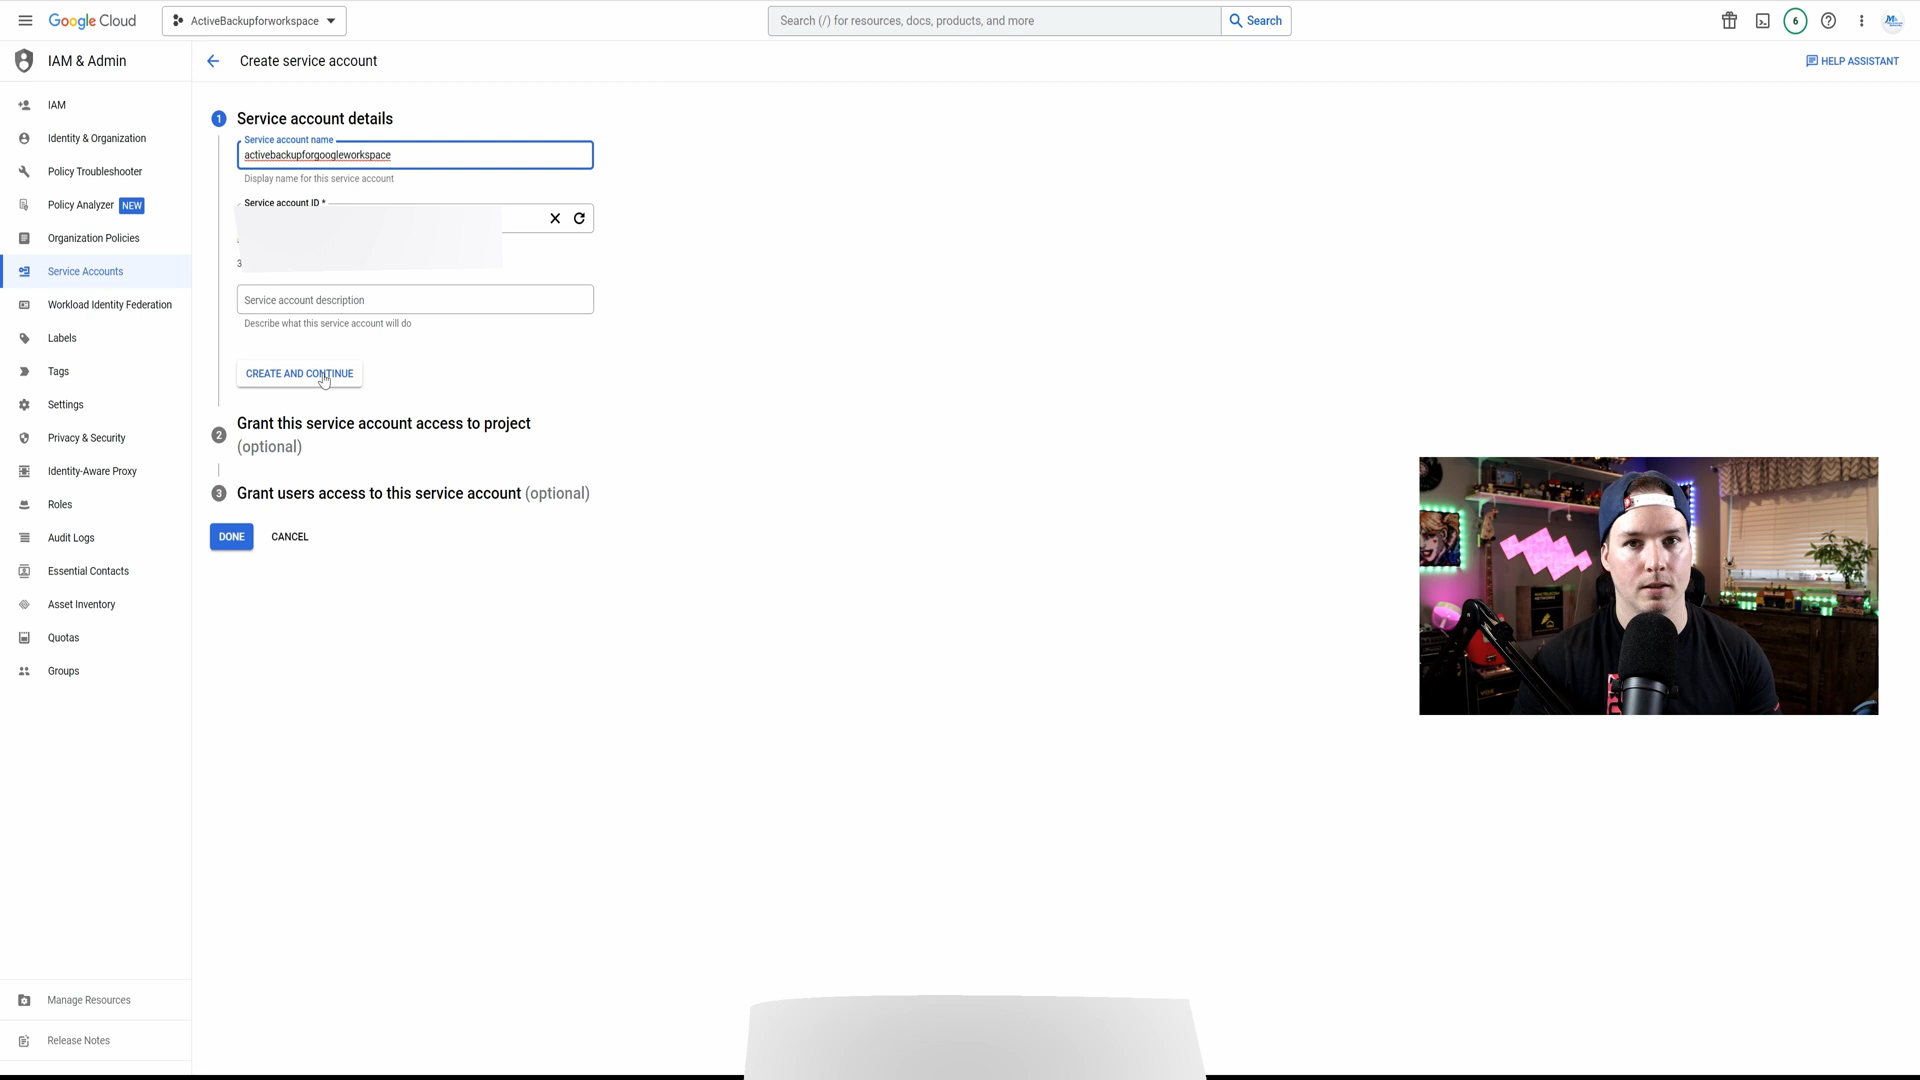 Google Cloud
ActiveBackupforworkspace
Search (/) for resources, docs, products, and more
Search
6
IAM & Admin
Create service account
HELP ASSISTANT
IAM
Identity & Organization
Policy Troubleshooter
Policy Analyzer NEW
Organization Policies
Service Accounts
Workload Identity Federation
Labels
Tags
Settings
Privacy & Security
Identity-Aware Proxy
Roles
Audit Logs
Essential Contacts
Asset Inventory
Quotas
Groups
Manage Resources
Release Notes
1 Service account details
Service account name
activebackupforgoogleworkspace
Display name for this service account
Service account ID *
3
Service account description
Describe what this service account will do
CREATE AND CONTINUE
2 Grant this service account access to project
(optional)
3 Grant users access to this service account (optional)
DONE
CANCEL